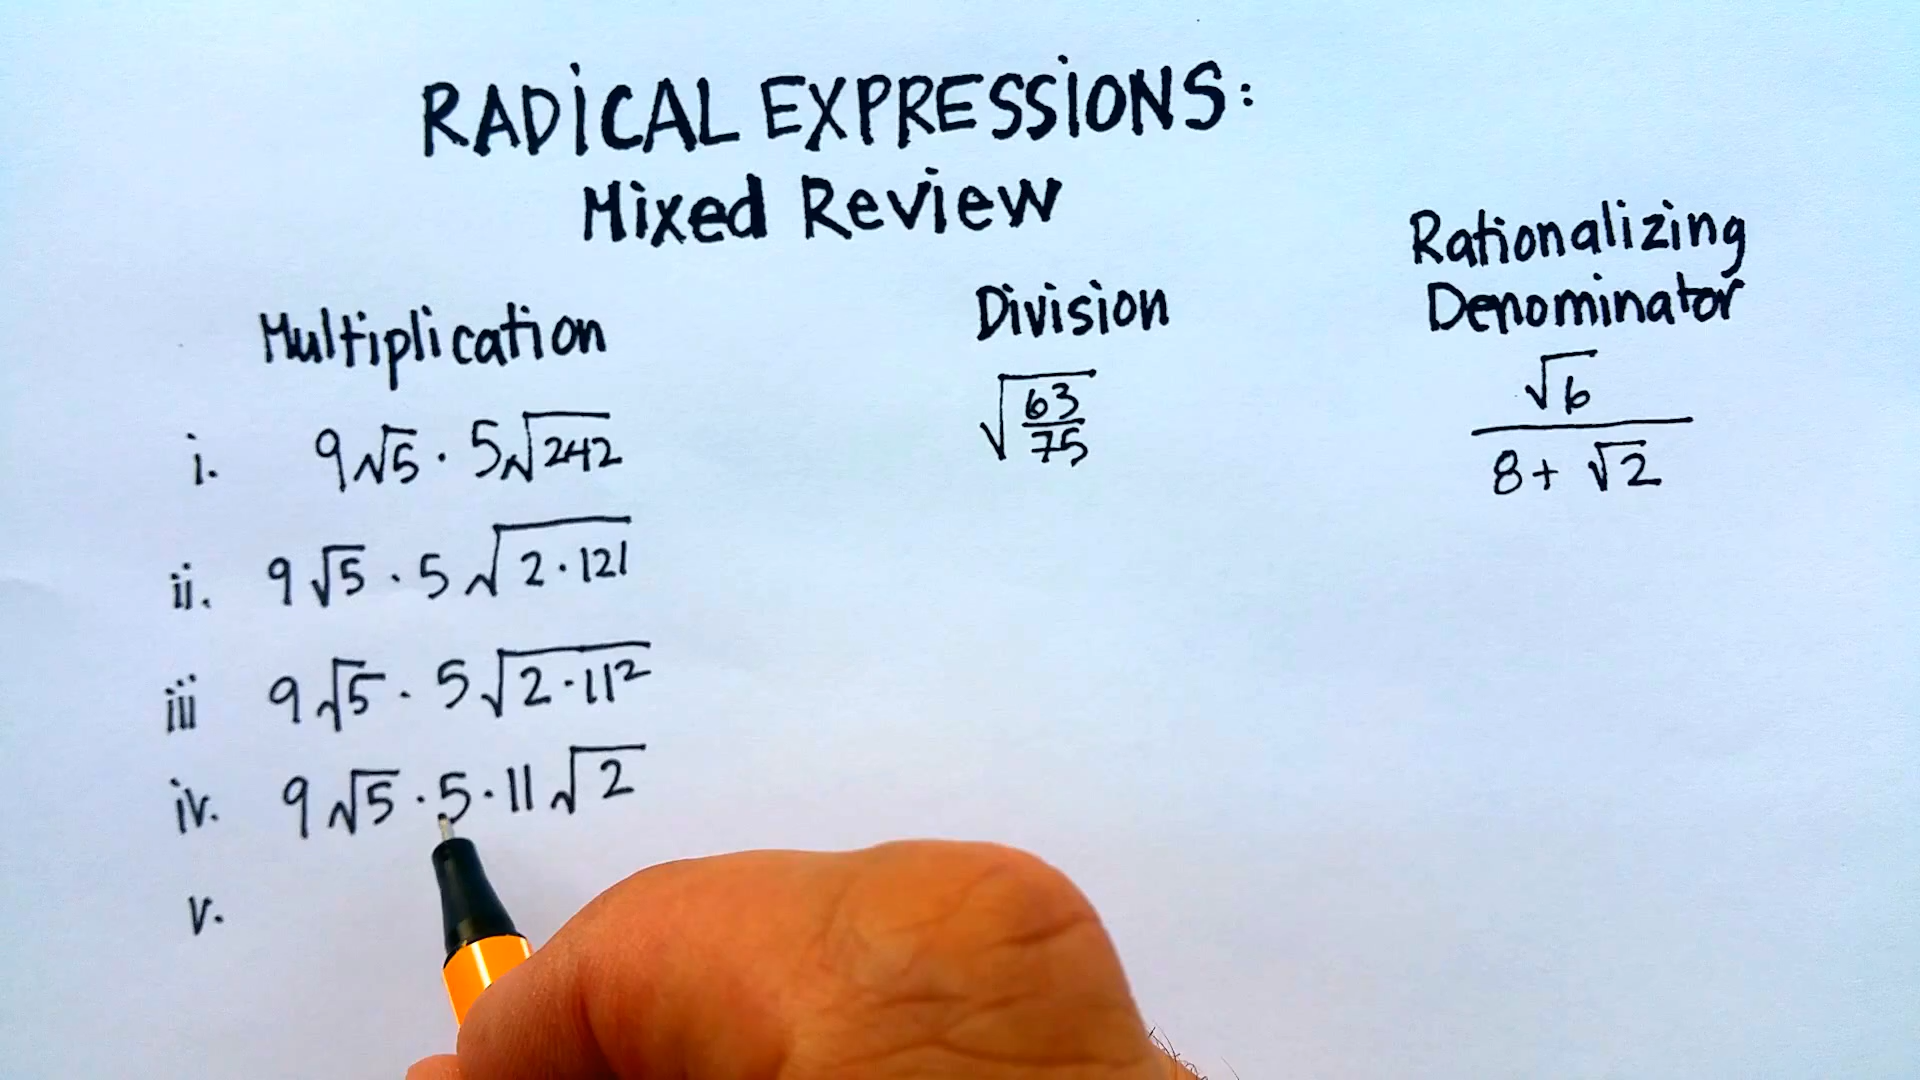 RADICAL EXPRESSIONS:
Mixed Review
Multiplication
i. 9√5 · 5√242
ii. 9√5 · 5√2·121
iii 9√5 · 5√2·11²
iv. 9√5 · 5 · 11√2
v.
Division
√63/75
Rationalizing
Denominator
√6
8 + √2